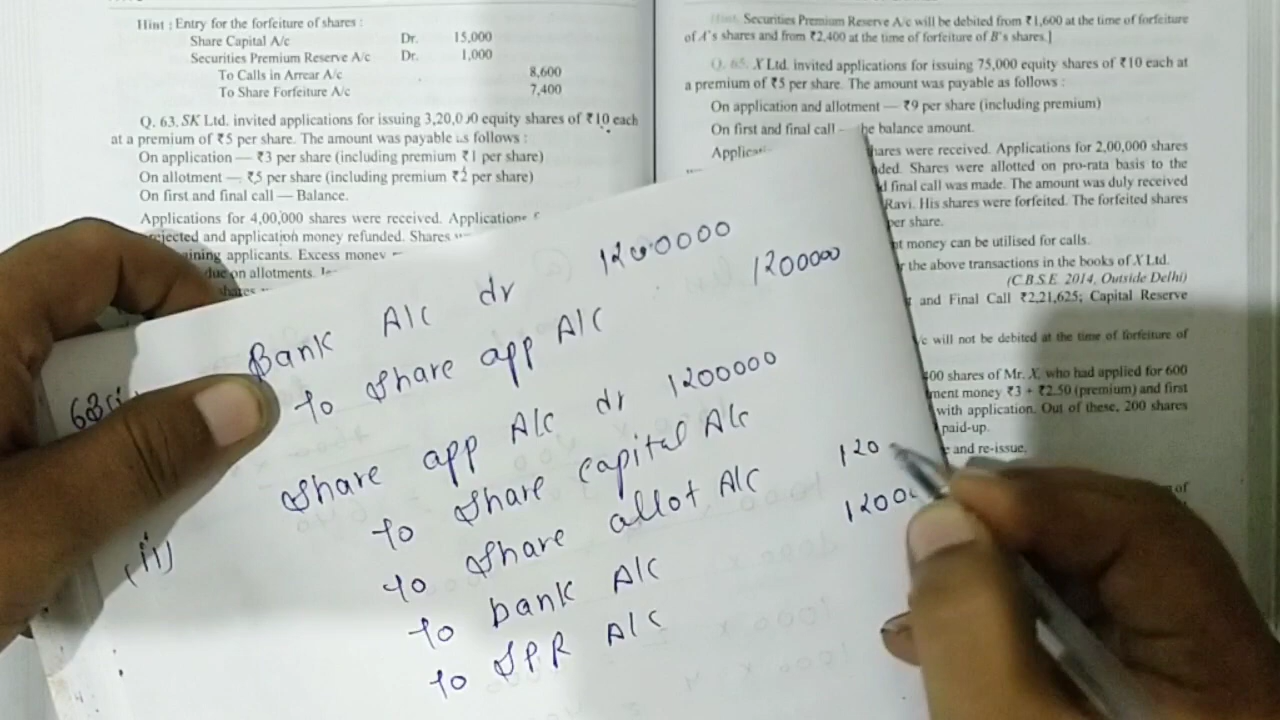 Hint : Entry for the forfeiture of shares :
Share Capital A/c Dr. 15,000
Securities Premium Reserve A/c Dr. 1,000
To Calls in Arrear A/c 8,600
To Share Forfeiture A/c 7,400
Q. 63. SK Ltd. invited applications for issuing 3,20,000 equity shares of ₹10 each
at a premium of ₹5 per share. The amount was payable as follows :
On application — ₹3 per share (including premium ₹1 per share)
On allotment — ₹5 per share (including premium ₹2 per share)
On first and final call — Balance.
Applications for 4,00,000 shares were received. Applications
rejected and application money refunded. Shares
applicants. Excess money
due on allotments.
Securities Premium Reserve A/c will be debited from ₹1,600 at the time of forfeiture
of A's shares and from ₹2,400 at the time of forfeiture of B's shares.]
Q. 65. X Ltd. invited applications for issuing 75,000 equity shares of ₹10 each at
a premium of ₹5 per share. The amount was payable as follows :
On application and allotment — ₹9 per share (including premium)
On first and final call — the balance amount.
shares were received. Applications for 2,00,000 shares
Shares were allotted on pro-rata basis to the
final call was made. The amount was duly received
Ravi. His shares were forfeited. The forfeited shares
per share.
money can be utilised for calls.
the above transactions in the books of X Ltd.
(C.B.S.E. 2014, Outside Delhi)
and Final Call ₹2,21,625; Capital Reserve
will not be debited at the time of forfeiture of
shares of Mr. X, who had applied for 600
money ₹3 + ₹2.50 (premium) and first
with application. Out of these, 200 shares
paid-up.
and re-issue.
of
Bank A/c dr 1200000
To Share app A/c 1200000
(ii) Share app A/c dr 1200000
To Share capital A/c
To Share allot A/c 120
To bank A/c 1200
To SPR A/c